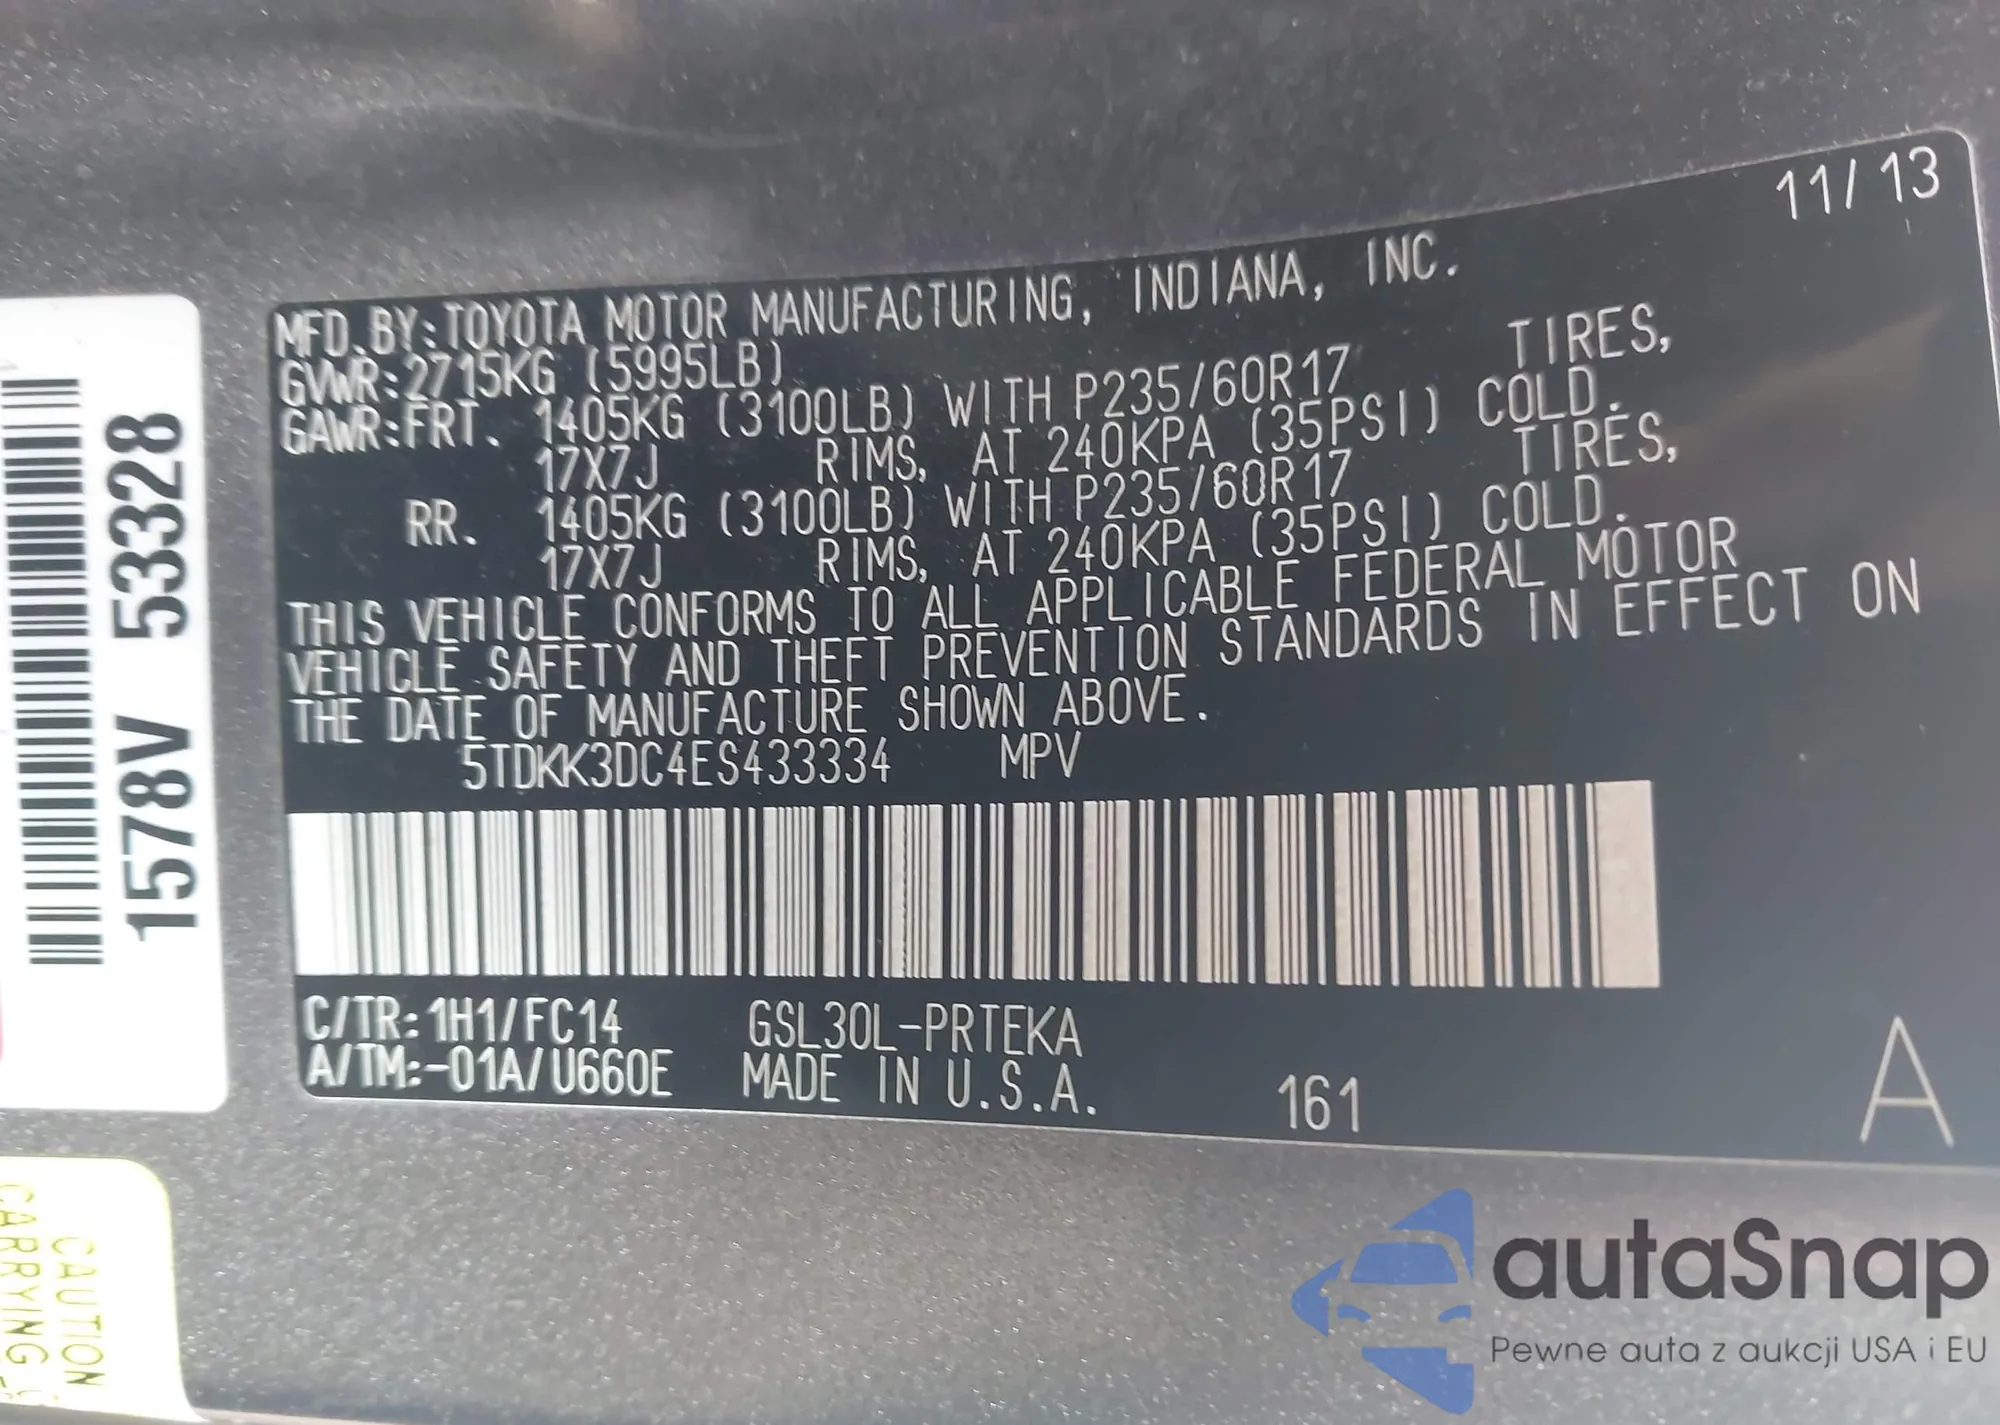 11/13
MFD.BY:TOYOTA MOTOR MANUFACTURING, INDIANA, INC.
GVWR:2715KG (5995LB)
GAWR:FRT. 1405KG (3100LB) WITH P235/60R17 TIRES,
17X7J RIMS, AT 240KPA (35PSI) COLD.
RR. 1405KG (3100LB) WITH P235/60R17 TIRES,
17X7J RIMS, AT 240KPA (35PSI) COLD.
THIS VEHICLE CONFORMS TO ALL APPLICABLE FEDERAL MOTOR
VEHICLE SAFETY AND THEFT PREVENTION STANDARDS IN EFFECT ON
THE DATE OF MANUFACTURE SHOWN ABOVE.
5TDKK3DC4ES433334 MPV
C/TR:1H1/FC14 GSL30L-PRTEKA
A/TM:-01A/U660E MADE IN U.S.A. 161 A
1578V 53328
CAUTION
CARRYING
autaSnap
Pewne auta z aukcji USA i EU